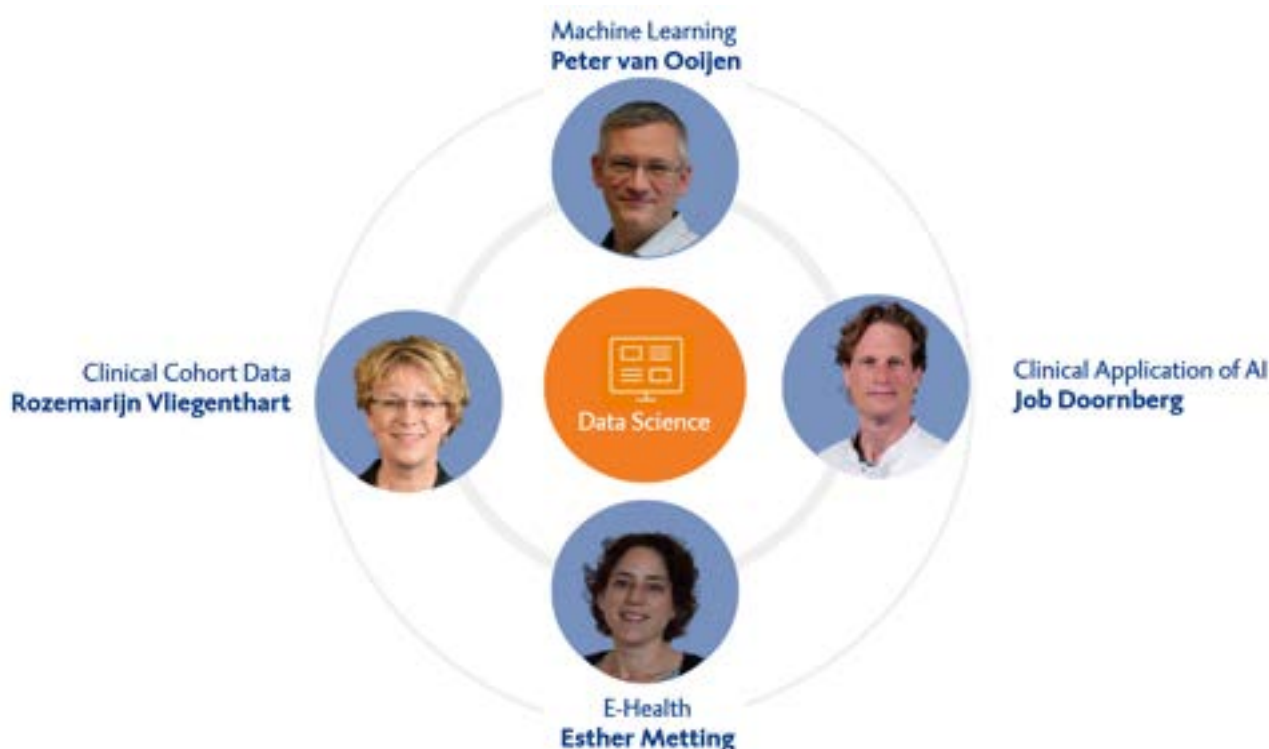 Machine Learning
Peter van Ooijen
Clinical Cohort Data
Rozemarijn Vliegenthart
Data Science
Clinical Application of AI
Job Doornberg
E-Health
Esther Metting